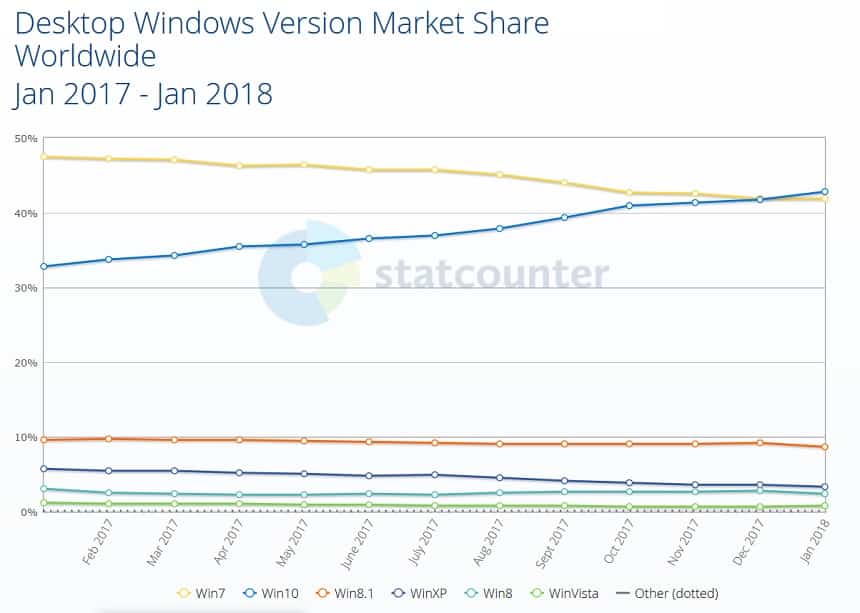 Desktop Windows Version Market Share
Worldwide
Jan 2017 - Jan 2018
50%
40%
30%
20%
10%
0%
statcounter
Feb 2017
Mar 2017
Apr 2017
May 2017
June 2017
July 2017
Aug 2017
Sept 2017
Oct 2017
Nov 2017
Dec 2017
Jan 2018
Win7 Win10 Win8.1 WinXP Win8 WinVista Other (dotted)